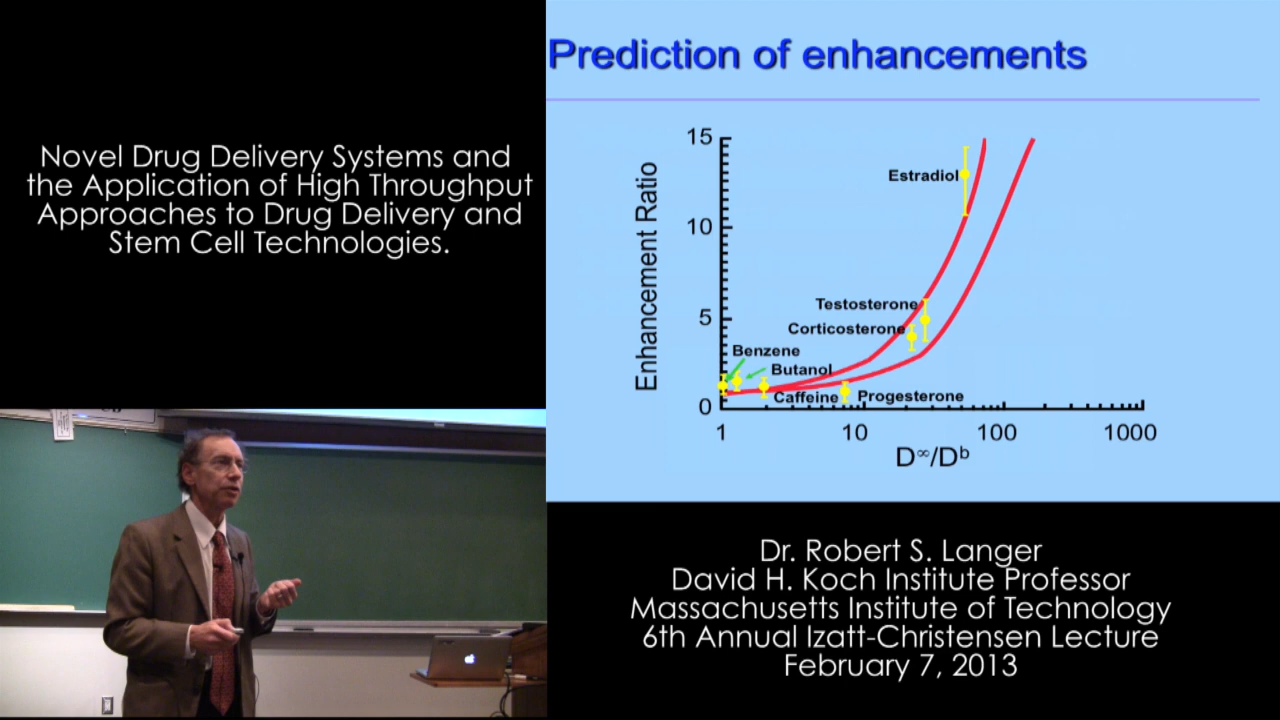 Novel Drug Delivery Systems and
the Application of High Throughput
Approaches to Drug Delivery and
Stem Cell Technologies.
Prediction of enhancements
Enhancement Ratio
15
10
5
0
Estradiol
Testosterone
Corticosterone
Benzene
Butanol
Caffeine
Progesterone
1
10
100
1000
D∞/Dᵇ
Dr. Robert S. Langer
David H. Koch Institute Professor
Massachusetts Institute of Technology
6th Annual Izatt-Christensen Lecture
February 7, 2013